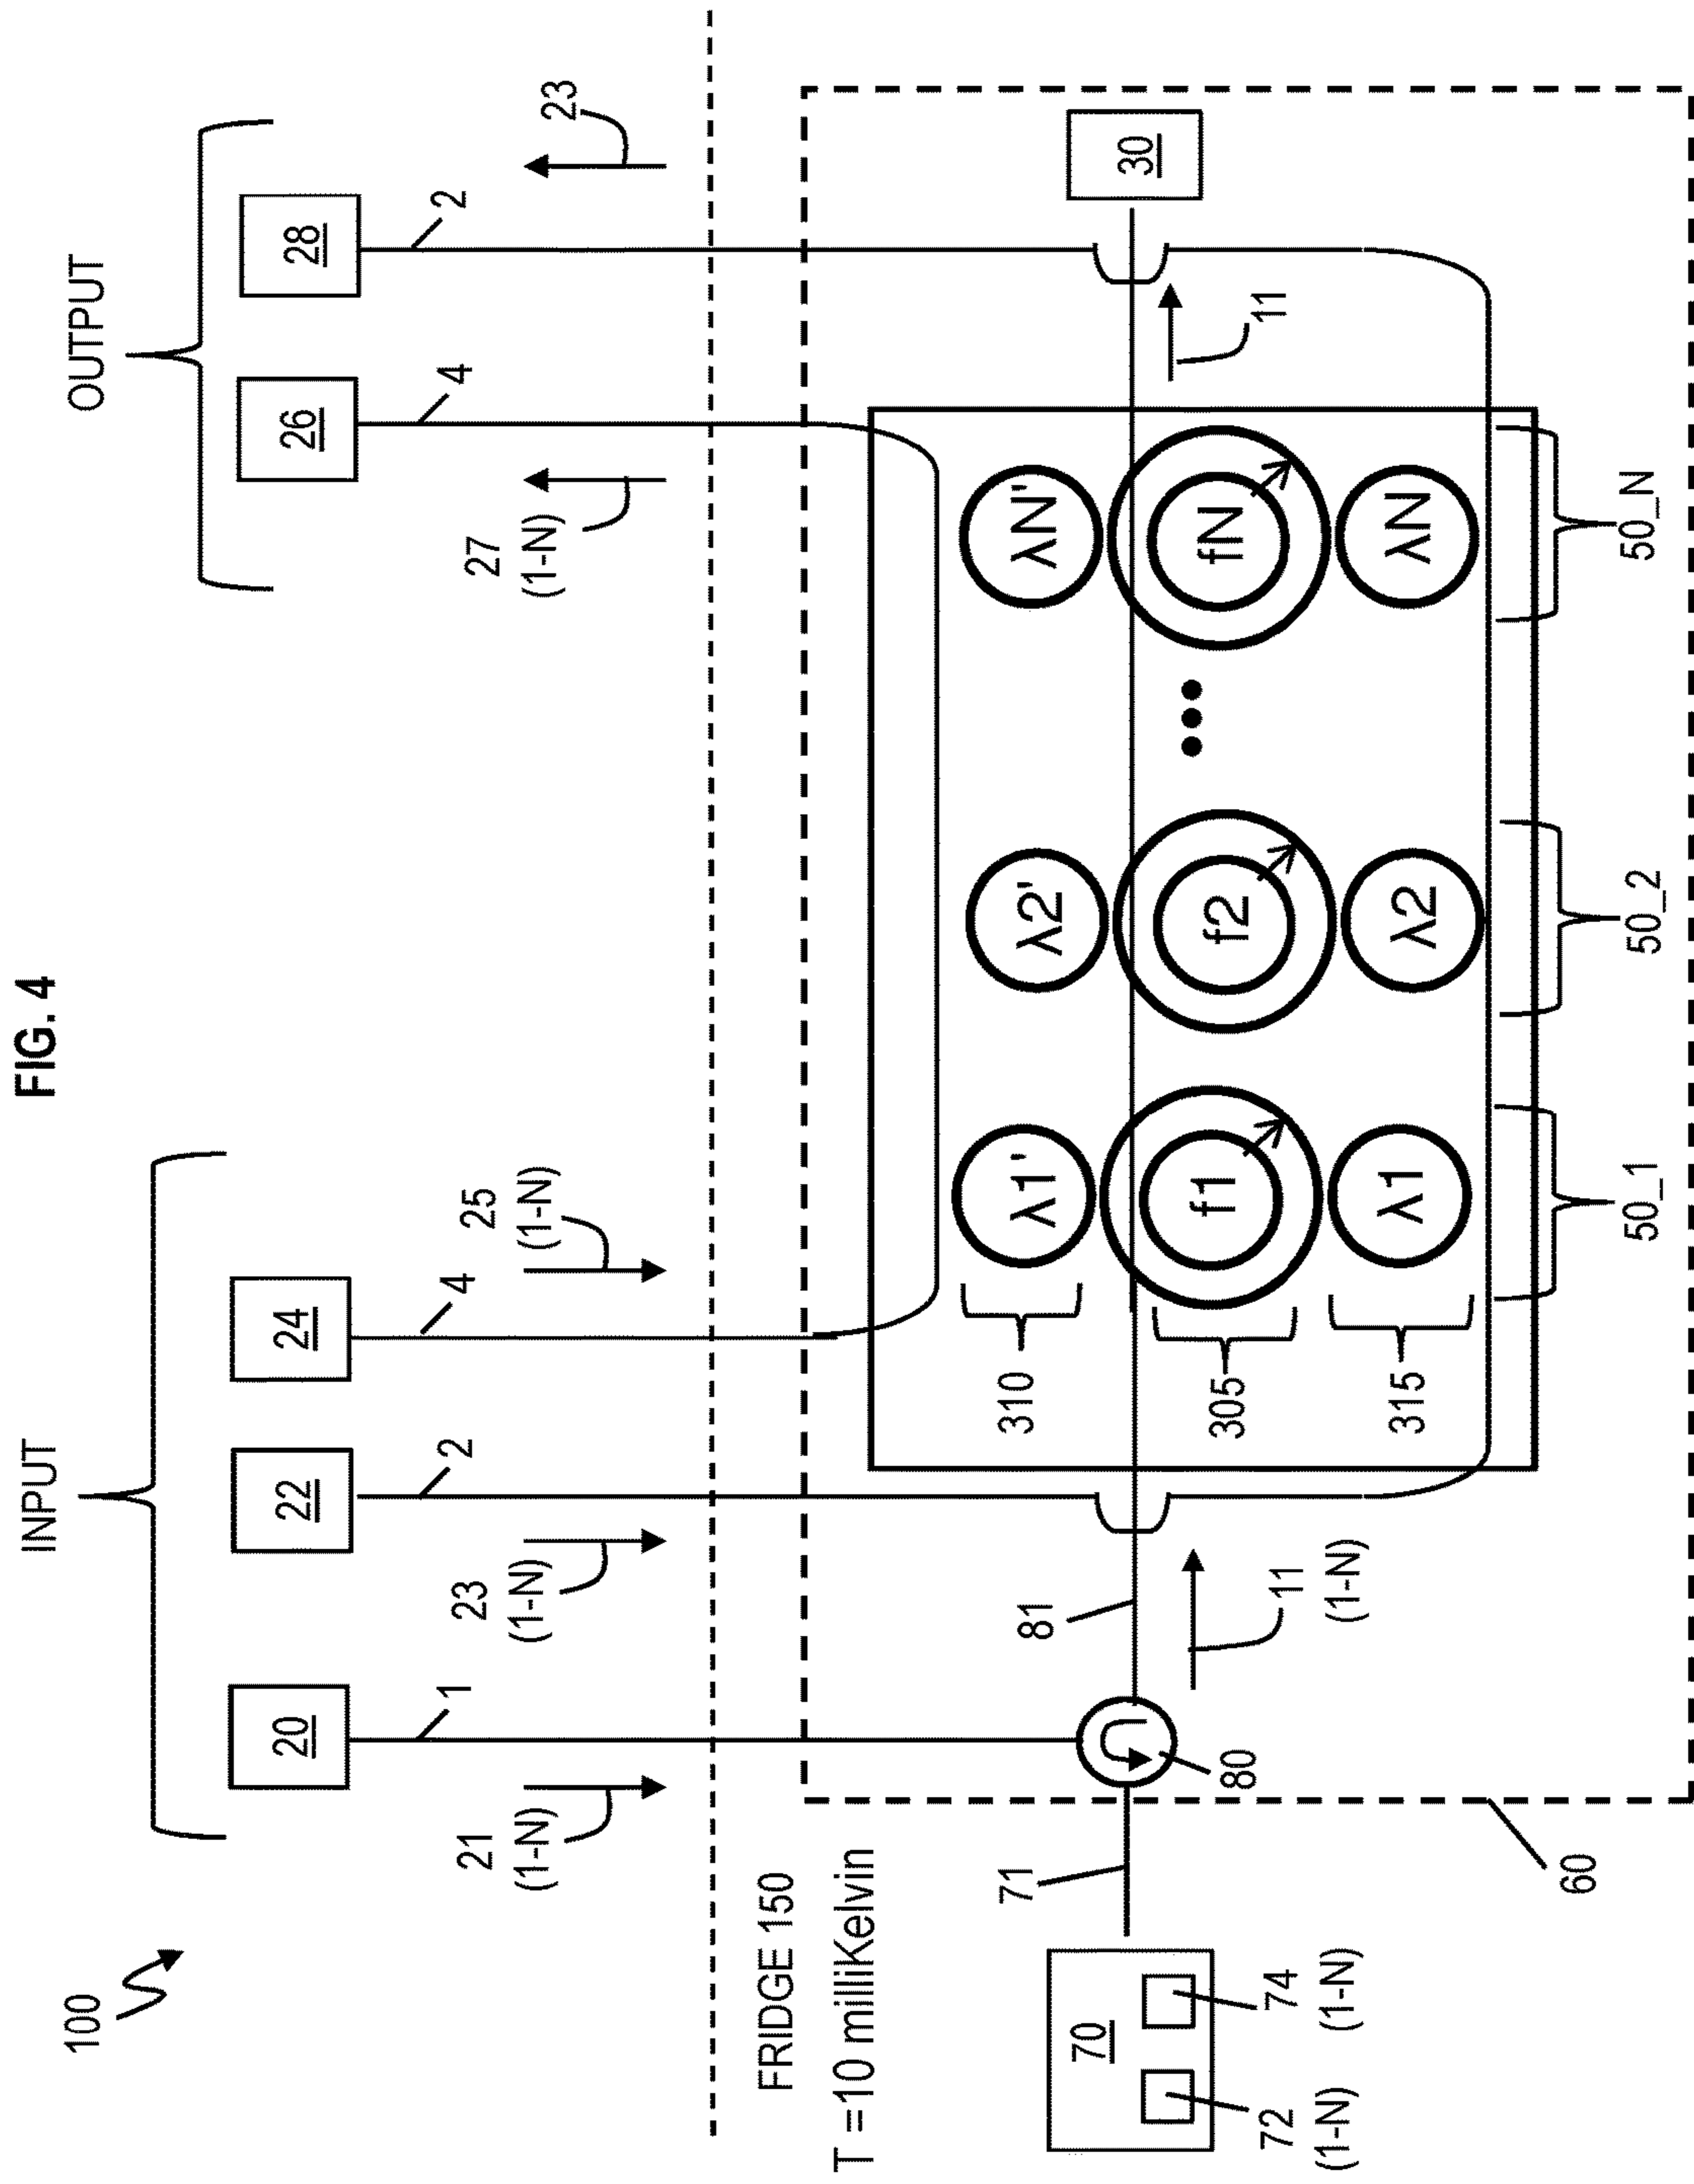 FIG. 4
100
INPUT
OUTPUT
20
22
24
26
28
1
2
4
4
2
21
(1-N)
23
(1-N)
25
(1-N)
27
(1-N)
23
FRIDGE 150
T =10 milliKelvin
70
72
(1-N)
74
(1-N)
71
80
81
11
(1-N)
11
30
310
305
315
λ1'
λ2'
λN'
f1
f2
fN
λ1
λ2
λN
50_1
50_2
50_N
60